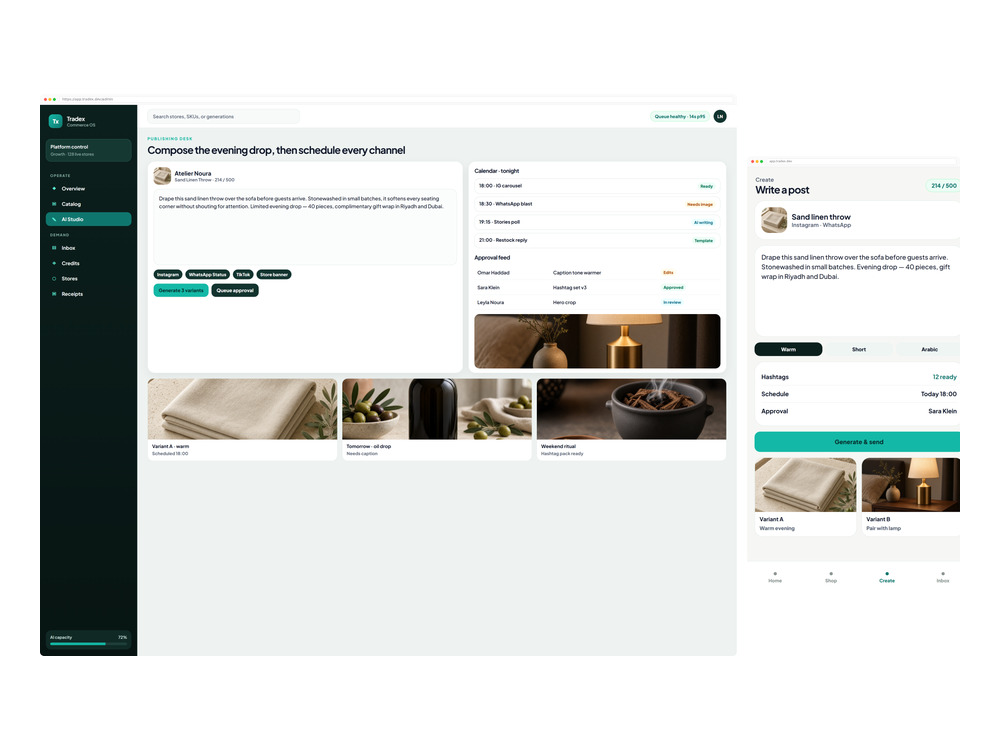 https://app.tradex.dev/admin
Tx
Tradex
Commerce OS
Platform control
Growth · 128 live stores
OPERATE
Overview
Catalog
AI Studio
DEMAND
Inbox
Credits
Stores
Receipts
AI capacity
72%
Search stores, SKUs, or generations
Queue healthy · 14s p95
LN
PUBLISHING DESK
Compose the evening drop, then schedule every channel
Atelier Noura
Sand Linen Throw · 214 / 500
Drape this sand linen throw over the sofa before guests arrive. Stonewashed in small batches, it softens every seating
corner without shouting for attention. Limited evening drop — 40 pieces, complimentary gift wrap in Riyadh and Dubai.
Instagram
WhatsApp Status
TikTok
Store banner
Generate 3 variants
Queue approval
Calendar · tonight
18:00 · IG carousel
Ready
18:30 · WhatsApp blast
Needs image
19:15 · Stories poll
AI writing
21:00 · Restock reply
Template
Approval feed
Omar Haddad
Caption tone warmer
Edits
Sara Klein
Hashtag set v3
Approved
Leyla Noura
Hero crop
In review
Variant A · warm
Scheduled 18:00
Tomorrow · oil drop
Needs caption
Weekend ritual
Hashtag pack ready
app.tradex.dev
Create
Write a post
214 / 500
Sand linen throw
Instagram · WhatsApp
Drape this sand linen throw over the sofa before guests arrive.
Stonewashed in small batches. Evening drop — 40 pieces, gift
wrap in Riyadh and Dubai.
Warm
Short
Arabic
Hashtags
12 ready
Schedule
Today 18:00
Approval
Sara Klein
Generate & send
Variant A
Warm evening
Variant B
Pair with lamp
Home
Shop
Create
Inbox